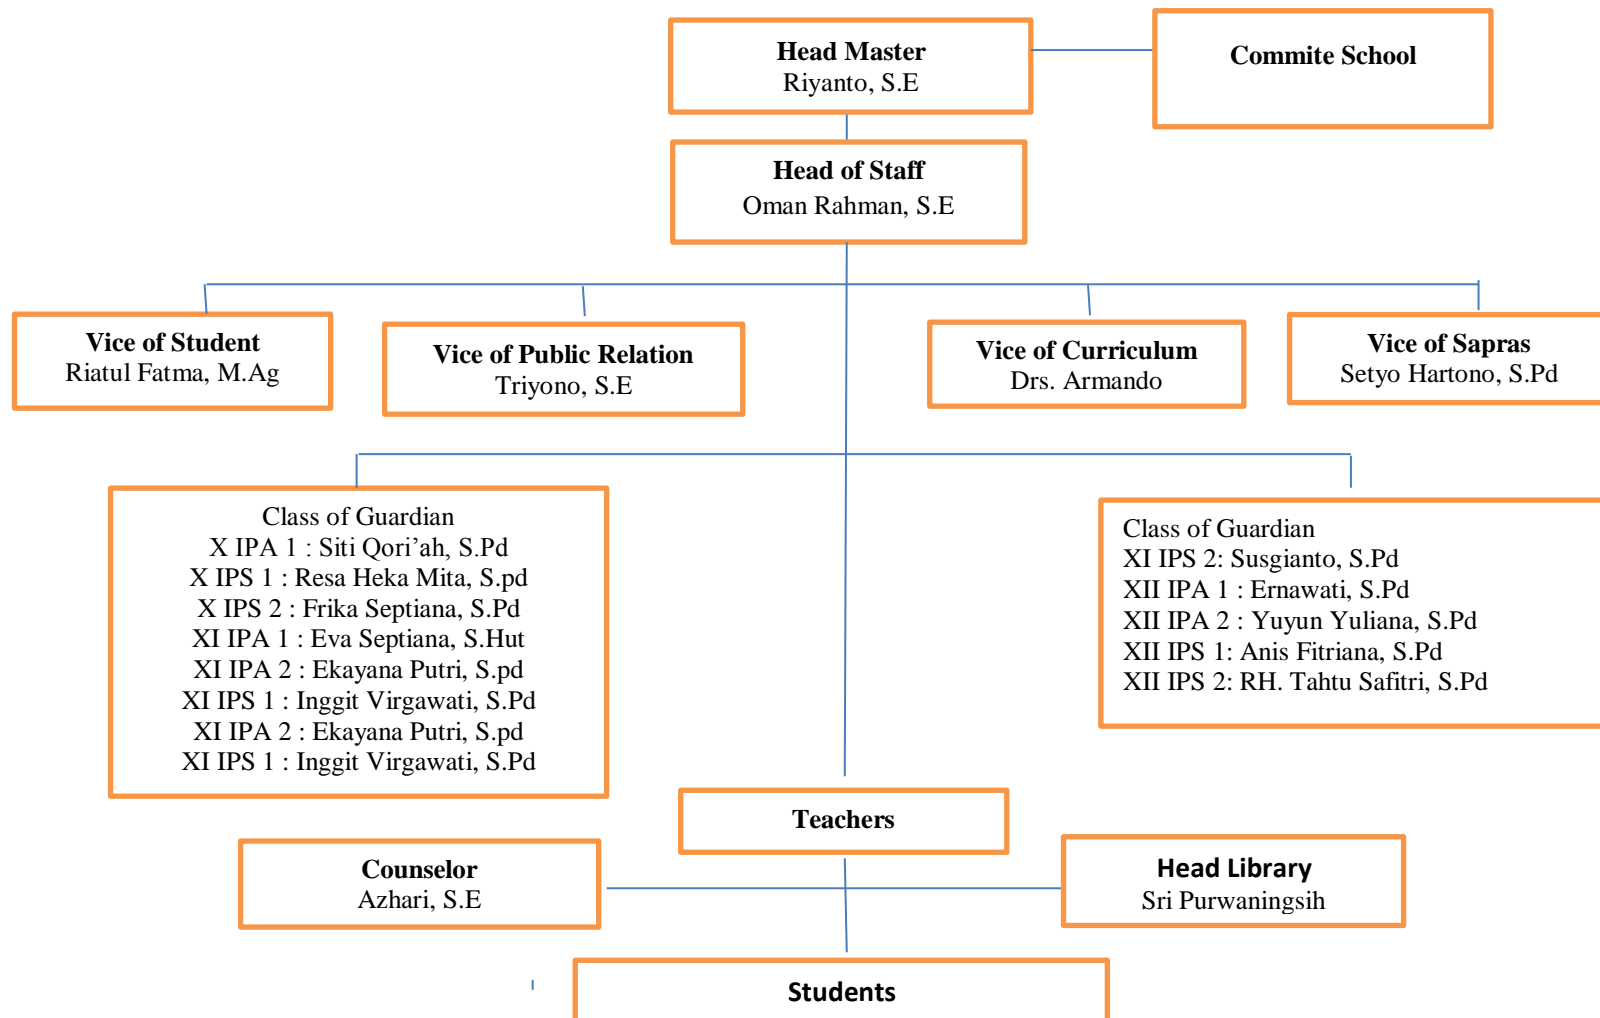 Head Master
Riyanto, S.E
Commite School
Head of Staff
Oman Rahman, S.E
Vice of Student
Riatul Fatma, M.Ag
Vice of Public Relation
Triyono, S.E
Vice of Curriculum
Drs. Armando
Vice of Sapras
Setyo Hartono, S.Pd
Class of Guardian
X IPA 1 : Siti Qori’ah, S.Pd
X IPS 1 : Resa Heka Mita, S.pd
X IPS 2 : Frika Septiana, S.Pd
XI IPA 1 : Eva Septiana, S.Hut
XI IPA 2 : Ekayana Putri, S.pd
XI IPS 1 : Inggit Virgawati, S.Pd
XI IPA 2 : Ekayana Putri, S.pd
XI IPS 1 : Inggit Virgawati, S.Pd
Class of Guardian
XI IPS 2: Susgianto, S.Pd
XII IPA 1 : Ernawati, S.Pd
XII IPA 2 : Yuyun Yuliana, S.Pd
XII IPS 1: Anis Fitriana, S.Pd
XII IPS 2: RH. Tahtu Safitri, S.Pd
Teachers
Counselor
Azhari, S.E
Head Library
Sri Purwaningsih
Students